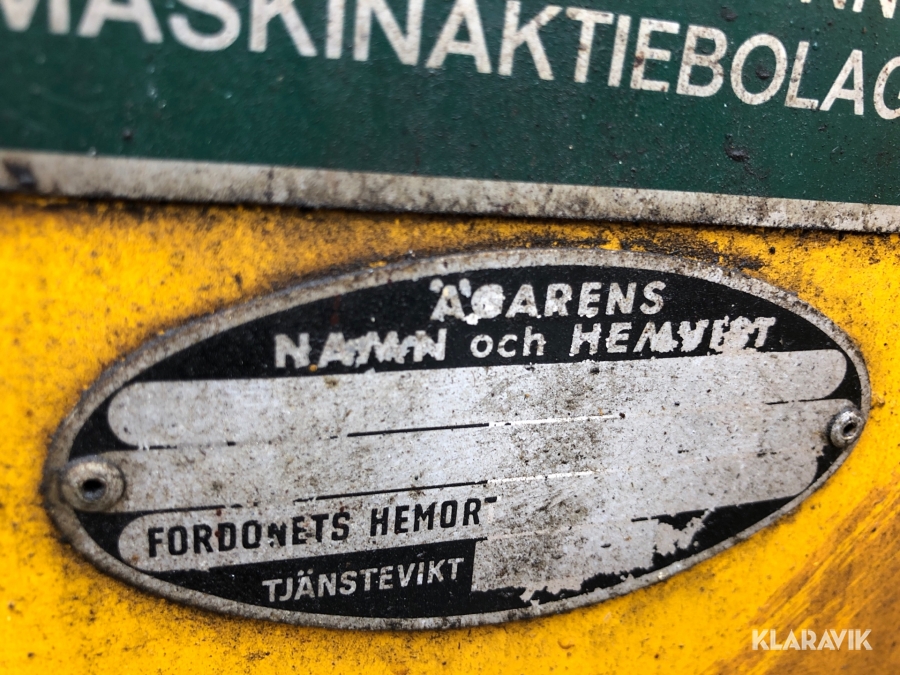 MASKINAKTIEBOLAG
ÄGARENS
NAMN och HEMVIST
FORDONETS HEMORT
TJÄNSTEVIKT
KLARAVIK